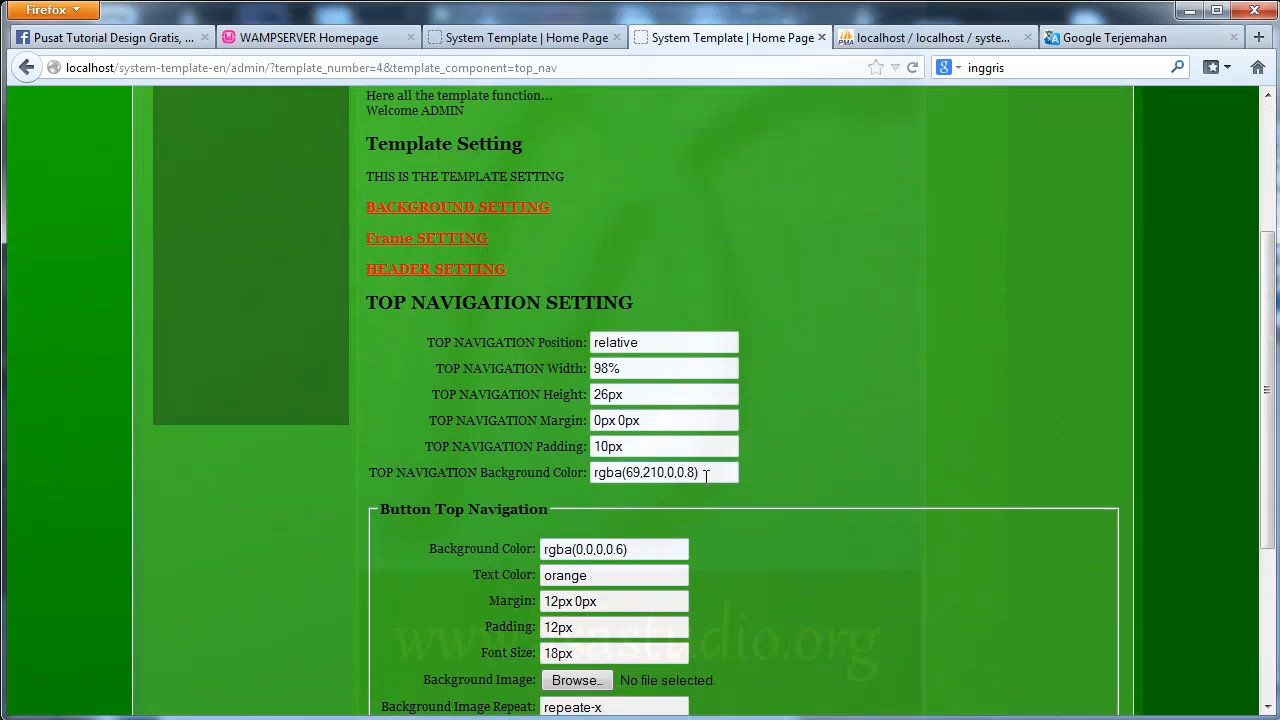 Firefox
Pusat Tutorial Design Gratis, ...
WAMPSERVER Homepage
System Template | Home Page
System Template | Home Page
localhost / localhost / syste...
Google Terjemahan
localhost/system-template-en/admin/?template_number=4&template_component=top_nav
inggris
Here all the template function...
Welcome ADMIN
Template Setting
THIS IS THE TEMPLATE SETTING
BACKGROUND SETTING
Frame SETTING
HEADER SETTING
TOP NAVIGATION SETTING
TOP NAVIGATION Position: relative
TOP NAVIGATION Width: 98%
TOP NAVIGATION Height: 26px
TOP NAVIGATION Margin: 0px 0px
TOP NAVIGATION Padding: 10px
TOP NAVIGATION Background Color: rgba(69,210,0,0.8)
Button Top Navigation
Background Color: rgba(0,0,0,0.6)
Text Color: orange
Margin: 12px 0px
Padding: 12px
Font Size: 18px
Background Image: Browse... No file selected.
Background Image Repeat: repeate-x